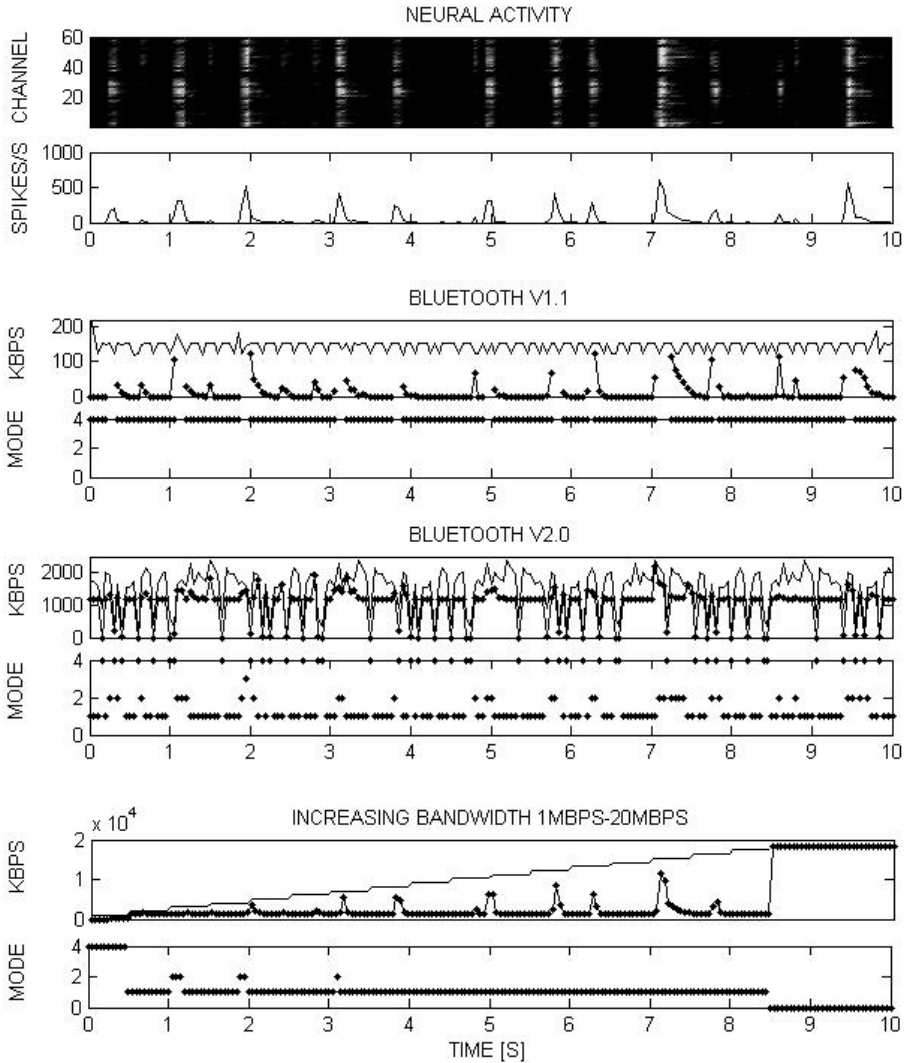 NEURAL ACTIVITY
CHANNEL
60
40
20
SPIKES/S
1000
500
0
0 1 2 3 4 5 6 7 8 9 10
BLUETOOTH V1.1
KBPS
200
100
0
MODE
4
2
0
0 1 2 3 4 5 6 7 8 9 10
BLUETOOTH V2.0
KBPS
2000
1000
0
MODE
4
2
0
0 1 2 3 4 5 6 7 8 9 10
x 10^4
INCREASING BANDWIDTH 1MBPS-20MBPS
KBPS
2
1
0
MODE
4
2
0
0 1 2 3 4 5 6 7 8 9 10
TIME [S]